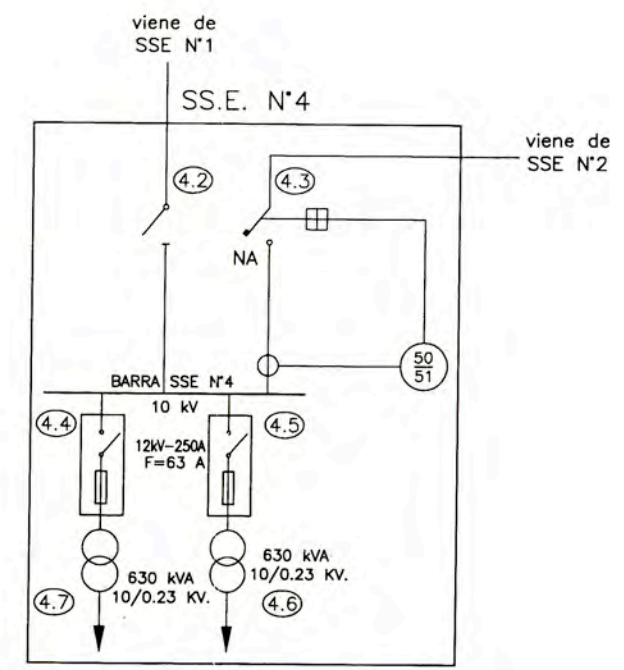 viene de
SSE N°1
SS.E. N°4
viene de
SSE N°2
4.2
4.3
NA
50
51
BARRA SSE N°4
10 kV
4.4
4.5
12kV-250A
F=63 A
630 kVA
10/0.23 KV.
630 kVA
10/0.23 KV.
4.7
4.6